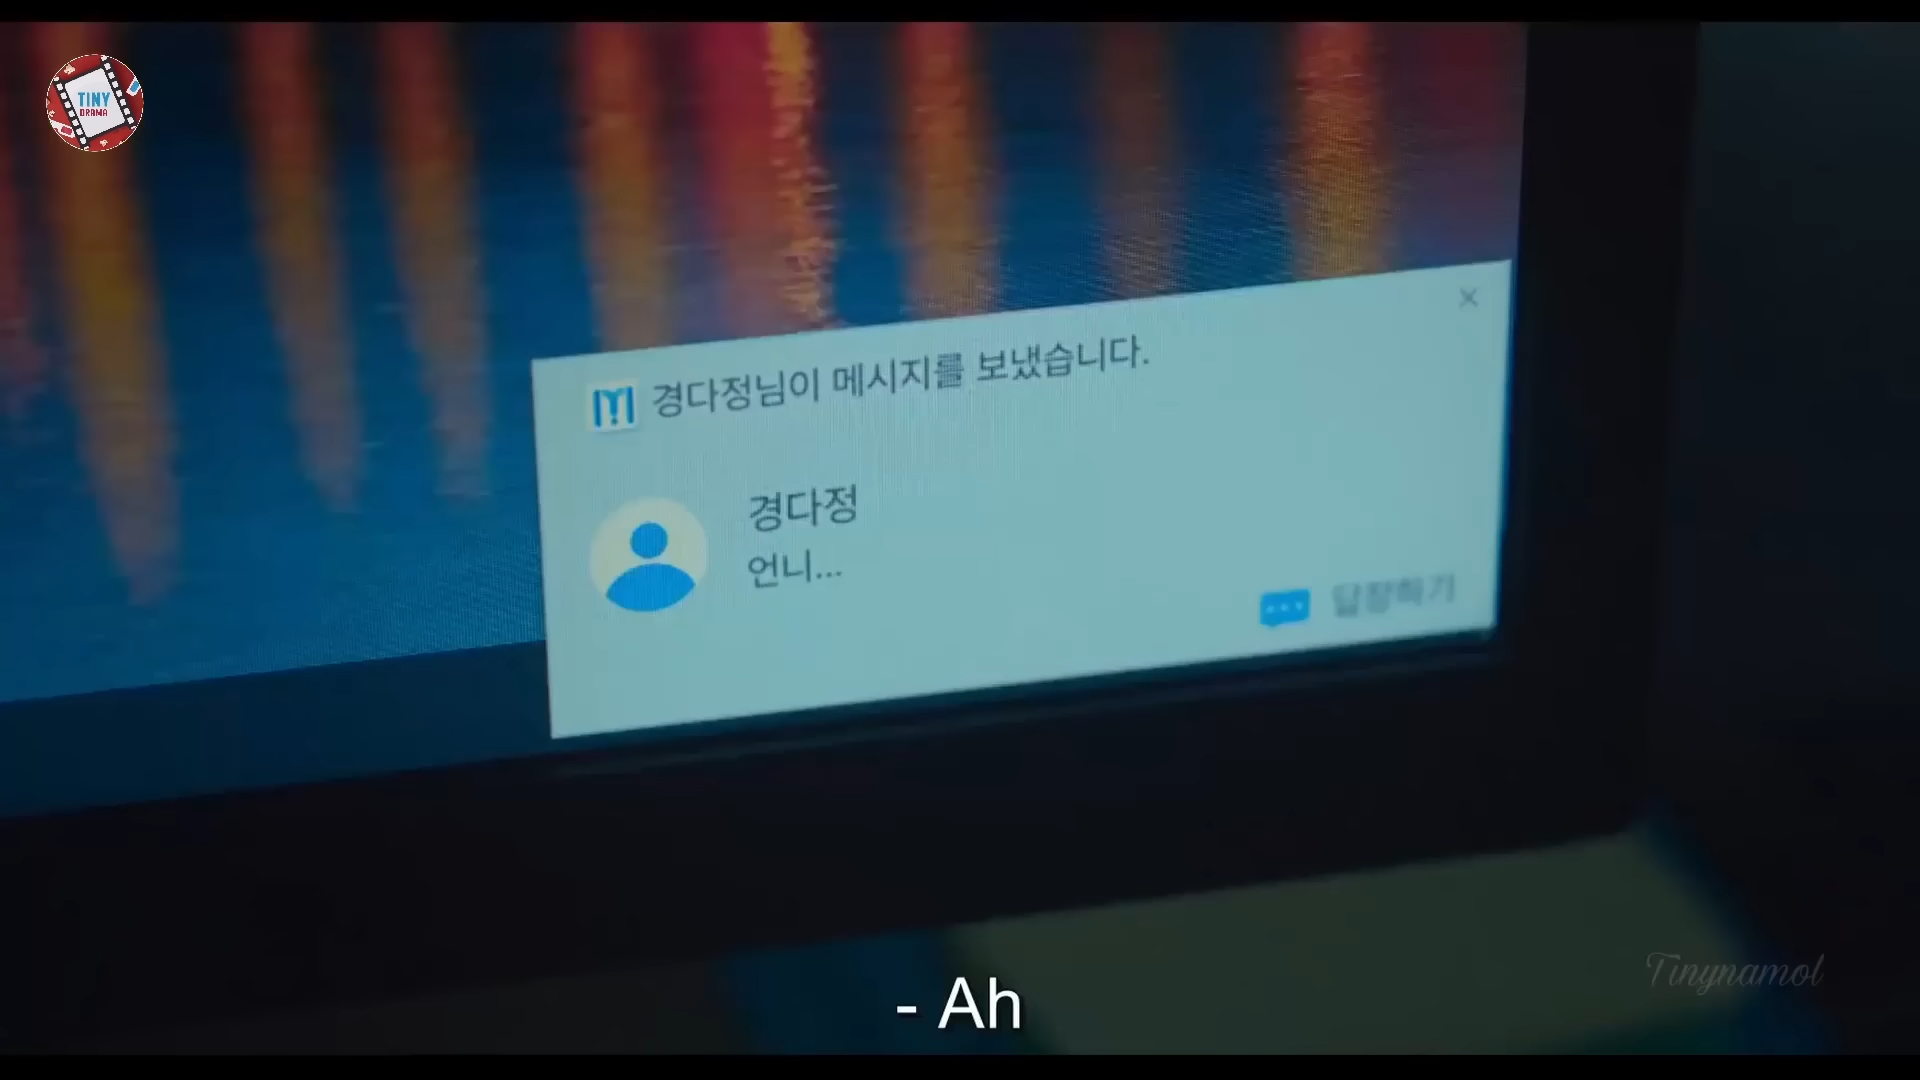 TINY
DRAMA
경다정님이 메시지를 보냈습니다.
경다정
언니...
답장하기
Tinynamol
- Ah